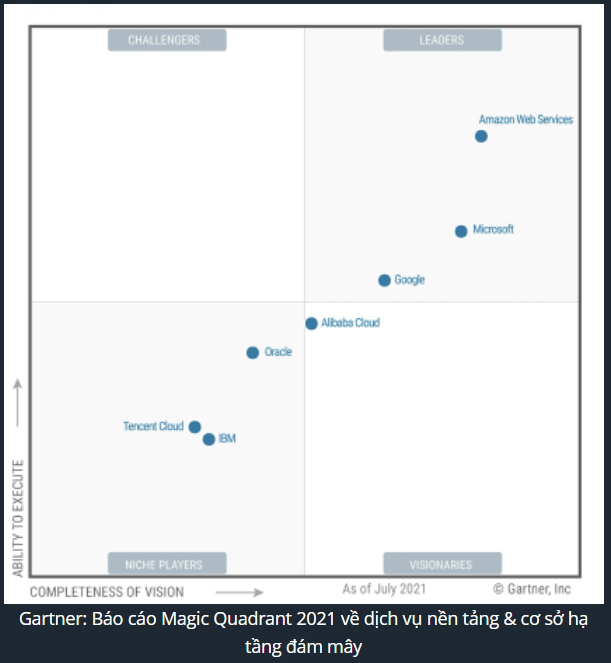 CHALLENGERS
LEADERS
Amazon Web Services
Microsoft
Google
Alibaba Cloud
Oracle
Tencent Cloud
IBM
ABILITY TO EXECUTE
NICHE PLAYERS
VISIONARIES
COMPLETENESS OF VISION
As of July 2021
© Gartner, Inc
Gartner: Báo cáo Magic Quadrant 2021 về dịch vụ nền tảng & cơ sở hạ
tầng đám mây